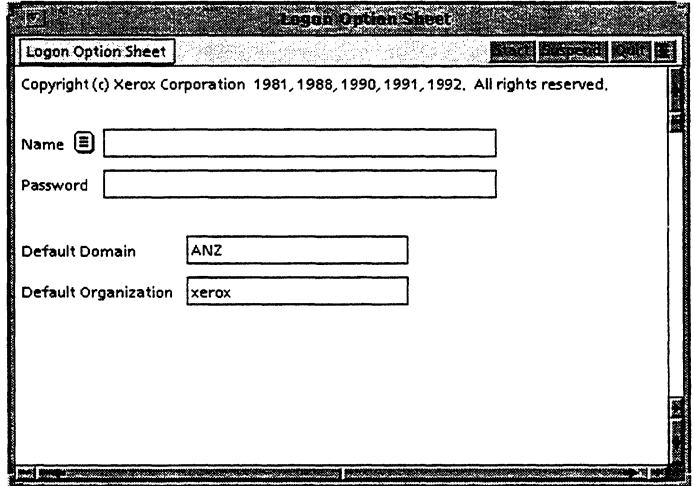 Logon Option Sheet
Logon Option Sheet Start Suspend Quit
Copyright (c) Xerox Corporation 1981, 1988, 1990, 1991, 1992. All rights reserved.
Name
Password
Default Domain ANZ
Default Organization xerox